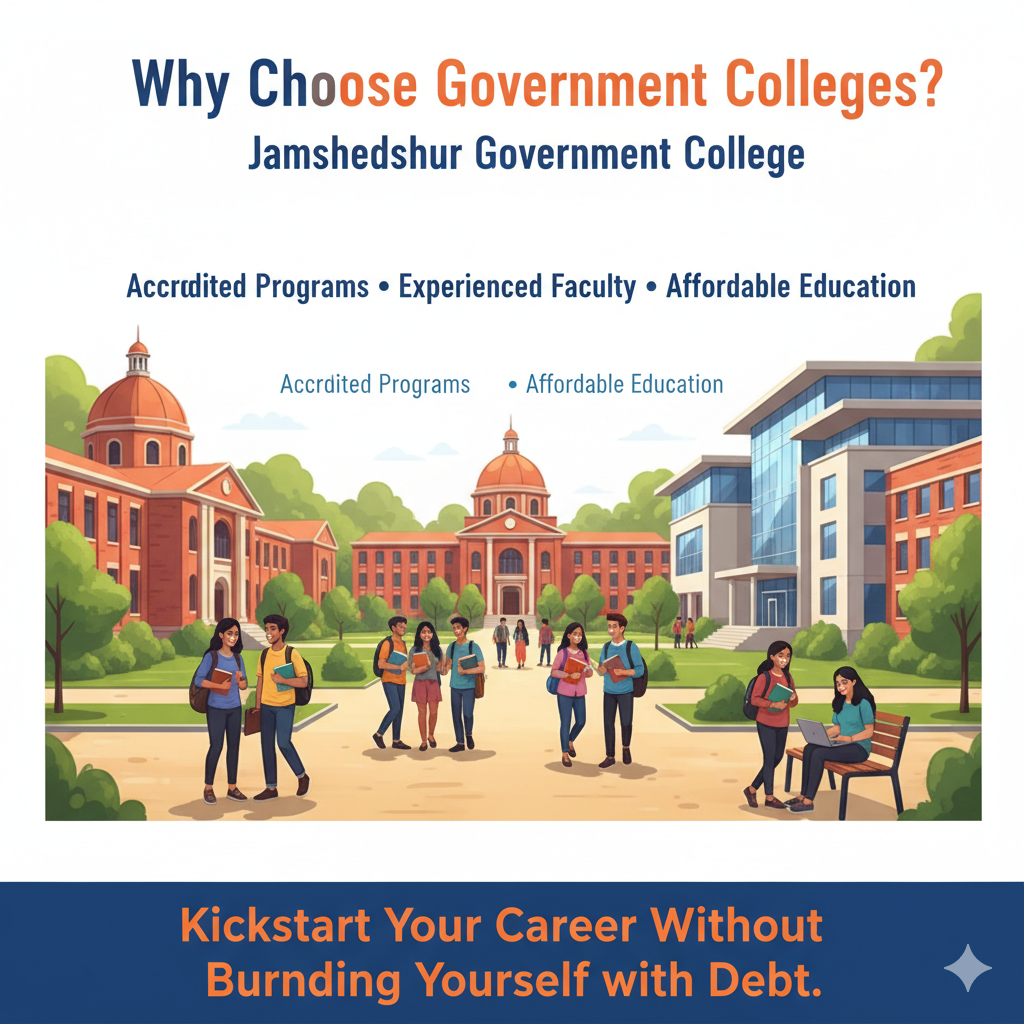 Why Choose Government Colleges?
Jamshedshur Government College
Accrdited Programs • Experienced Faculty • Affordable Education
Accrdited Programs • Affordable Education
Kickstart Your Career Without
Burnding Yourself with Debt.